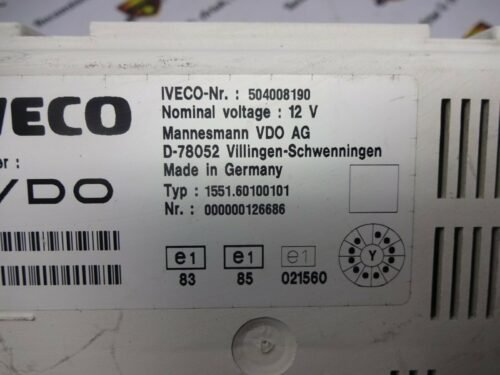 IVECO-Nr. : 504008190
Nominal voltage : 12 V
VECO
Mannesmann VDO AG
D-78052 Villingen-Schwenningen
er :
Made in Germany
VDO
Typ : 1551.60100101
Nr. : 000000126686
e1 e1 e1
83 85 021560
Y